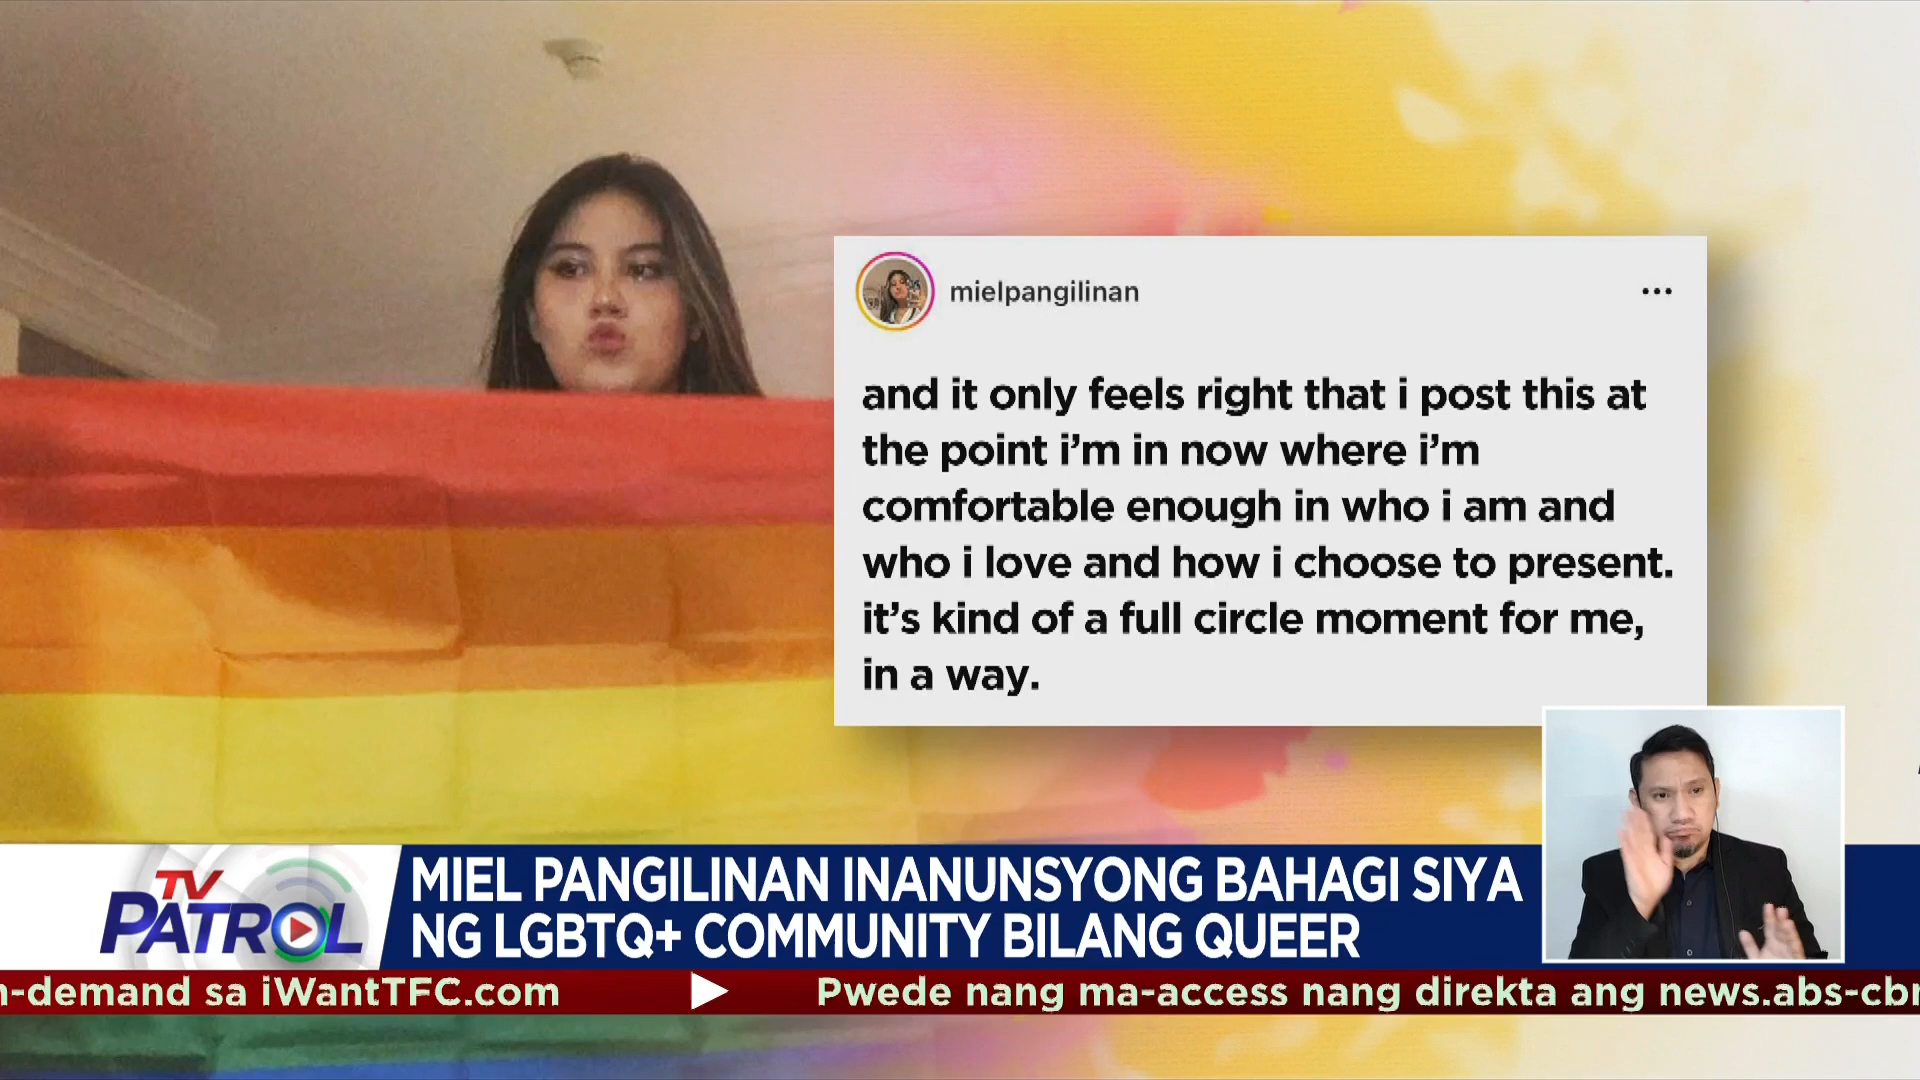 mielpangilinan
and it only feels right that i post this at
the point i’m in now where i’m
comfortable enough in who i am and
who i love and how i choose to present.
it’s kind of a full circle moment for me,
in a way.
TV
PATROL
MIEL PANGILINAN INANUNSYONG BAHAGI SIYA
NG LGBTQ+ COMMUNITY BILANG QUEER
-demand sa iWantTFC.com Pwede nang ma-access nang direkta ang news.abs-cbn